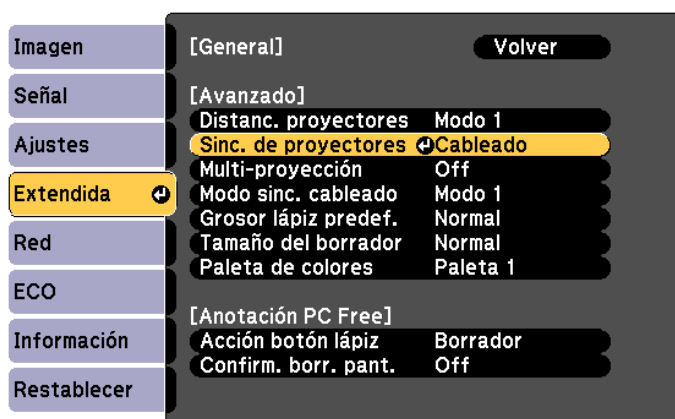 Imagen
Señal
Ajustes
Extendida
Red
ECO
Información
Restablecer
[General] Volver
[Avanzado]
Distanc. proyectores Modo 1
Sinc. de proyectores Cableado
Multi-proyección Off
Modo sinc. cableado Modo 1
Grosor lápiz predef. Normal
Tamaño del borrador Normal
Paleta de colores Paleta 1
[Anotación PC Free]
Acción botón lápiz Borrador
Confirm. borr. pant. Off